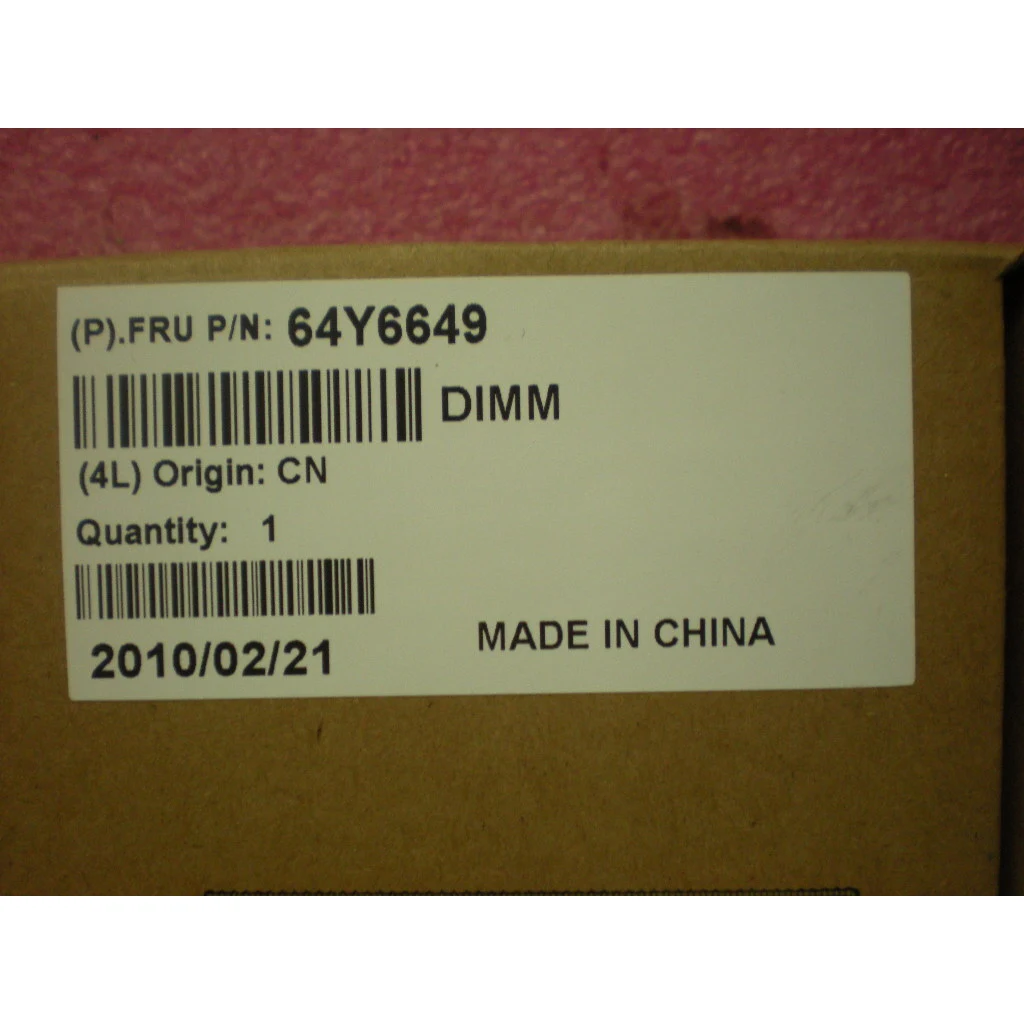 (P).FRU P/N: 64Y6649
DIMM
(4L) Origin: CN
Quantity: 1
2010/02/21
MADE IN CHINA